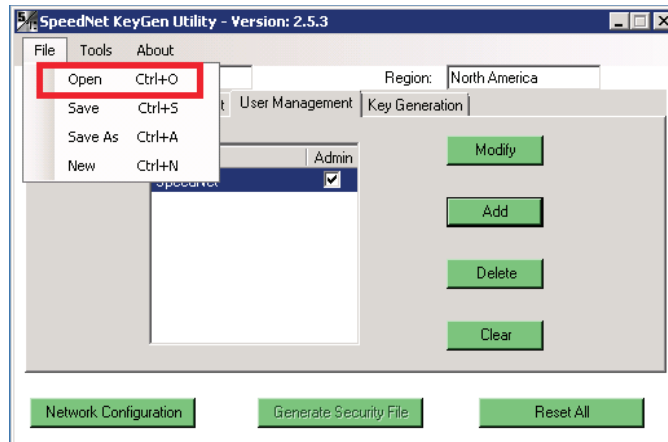 SpeedNet KeyGen Utility - Version: 2.5.3
File Tools About
Open Ctrl+O
Region: North America
Save Ctrl+S
User Management Key Generation
Save As Ctrl+A
New Ctrl+N
Admin
Modify
SpeedNet
Add
Delete
Clear
Network Configuration Generate Security File Reset All